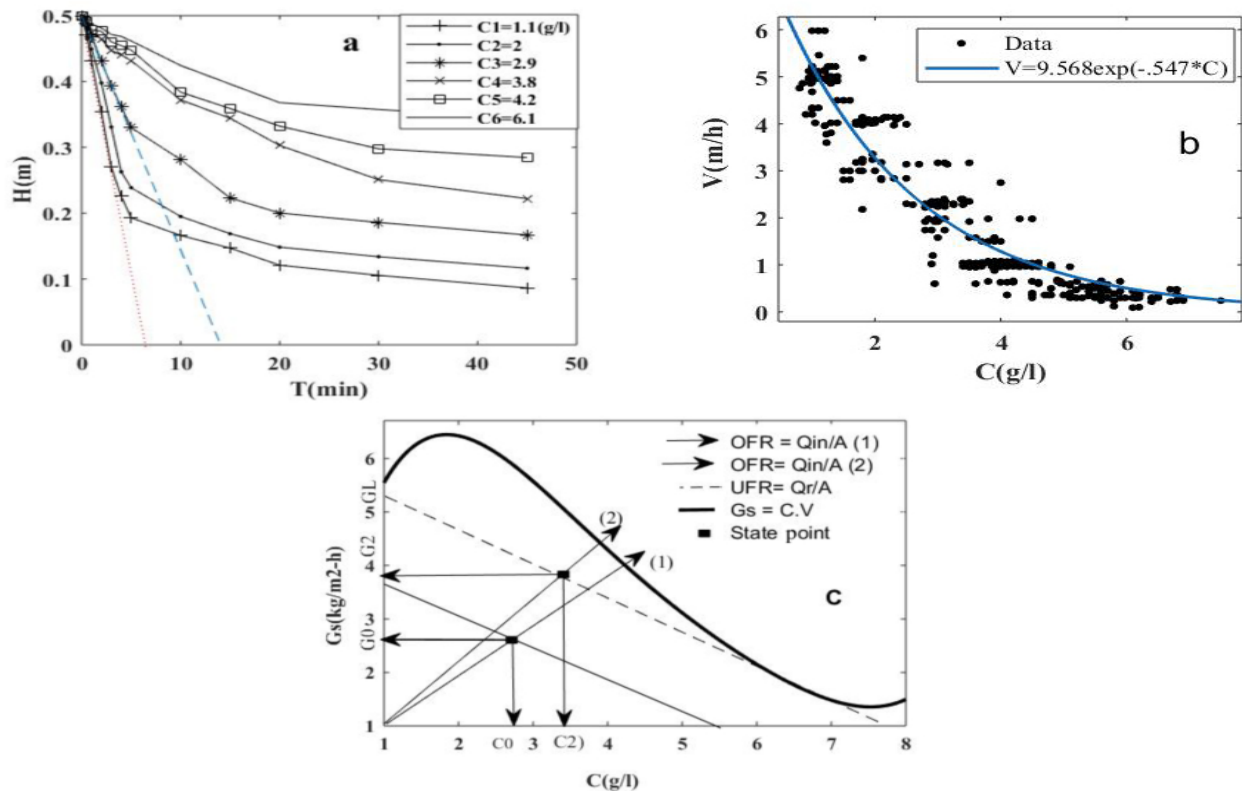 a
0.5
0.4
0.3
0.2
0.1
0
H(m)
0 10 20 30 40 50
T(min)
C1=1.1(g/l)
C2=2
C3=2.9
C4=3.8
C5=4.2
C6=6.1
b
6
5
4
3
2
1
0
V(m/h)
2 4 6
C(g/l)
Data
V=9.568exp(-.547*C)
c
6
5
4
3
2
1
GL
G2
G0
Gs(kg/m2-h)
1 2 3 4 5 6 7 8
C0 C2)
C(g/l)
(2)
(1)
OFR = Qin/A (1)
OFR= Qin/A (2)
UFR= Qr/A
Gs = C.V
State point